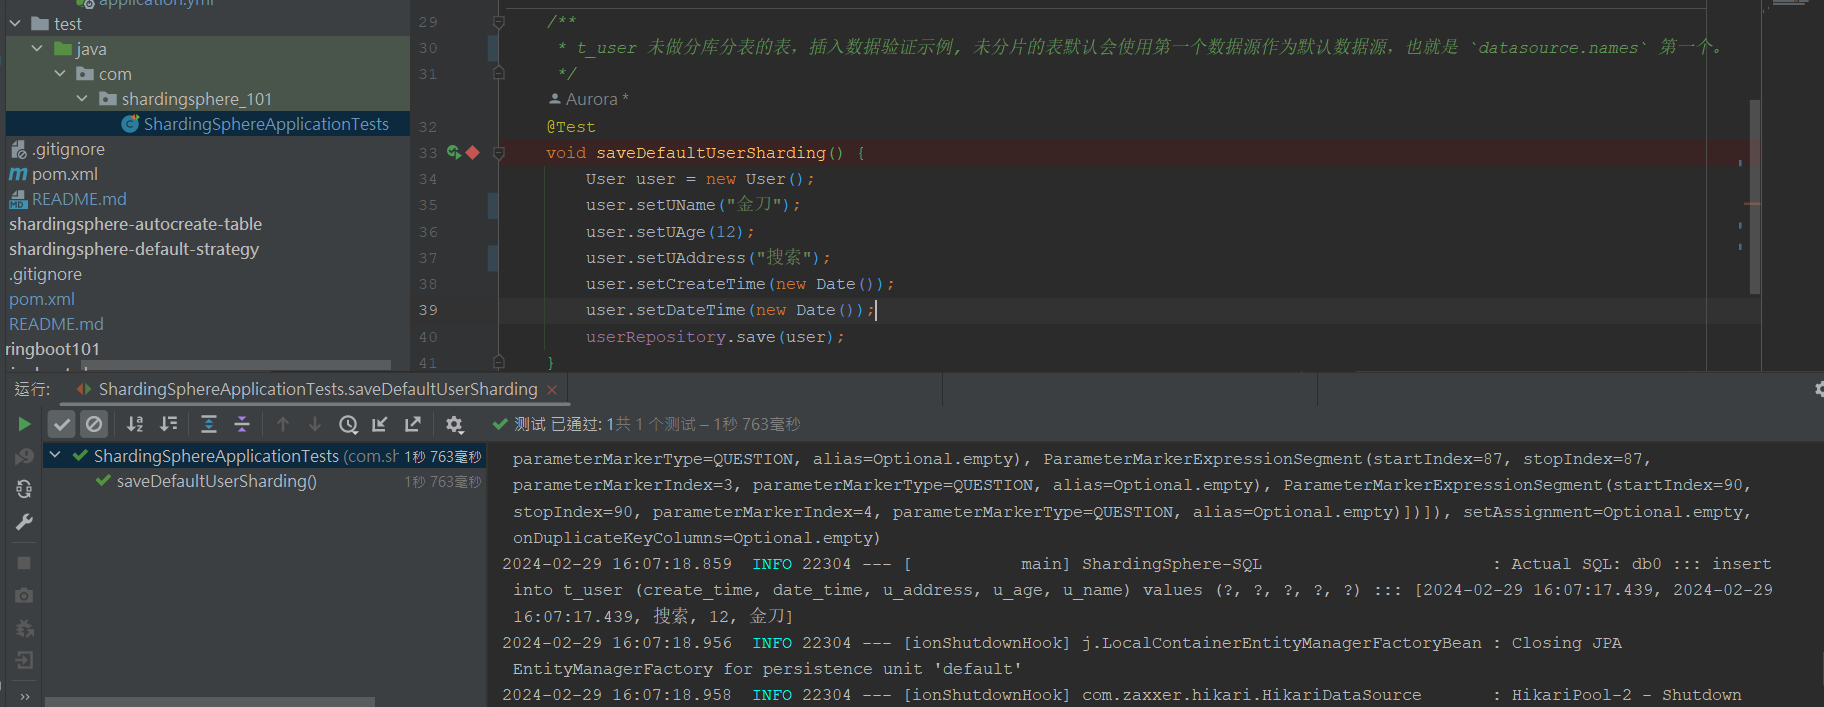 application.yml
test
java
com
shardingsphere_101
ShardingSphereApplicationTests
.gitignore
pom.xml
README.md
shardingsphere-autocreate-table
shardingsphere-default-strategy
.gitignore
pom.xml
README.md
ringboot101
29 /**
30 * t_user 未做分库分表的表，插入数据验证示例, 未分片的表默认会使用第一个数据源作为默认数据源，也就是 `datasource.names` 第一个。
31 */
Aurora *
32 @Test
33 void saveDefaultUserSharding() {
34 User user = new User();
35 user.setUName("金刀");
36 user.setUAge(12);
37 user.setUAddress("搜索");
38 user.setCreateTime(new Date());
39 user.setDateTime(new Date());
40 userRepository.save(user);
41 }
运行: ShardingSphereApplicationTests.saveDefaultUserSharding ×
测试 已通过: 1共 1 个测试 – 1秒 763毫秒
ShardingSphereApplicationTests (com.sh 1秒 763毫秒
saveDefaultUserSharding() 1秒 763毫秒
parameterMarkerType=QUESTION, alias=Optional.empty), ParameterMarkerExpressionSegment(startIndex=87, stopIndex=87,
parameterMarkerIndex=3, parameterMarkerType=QUESTION, alias=Optional.empty), ParameterMarkerExpressionSegment(startIndex=90,
stopIndex=90, parameterMarkerIndex=4, parameterMarkerType=QUESTION, alias=Optional.empty)])]), setAssignment=Optional.empty,
onDuplicateKeyColumns=Optional.empty)
2024-02-29 16:07:18.859 INFO 22304 --- [ main] ShardingSphere-SQL : Actual SQL: db0 ::: insert
into t_user (create_time, date_time, u_address, u_age, u_name) values (?, ?, ?, ?, ?) ::: [2024-02-29 16:07:17.439, 2024-02-29
16:07:17.439, 搜索, 12, 金刀]
2024-02-29 16:07:18.956 INFO 22304 --- [ionShutdownHook] j.LocalContainerEntityManagerFactoryBean : Closing JPA
EntityManagerFactory for persistence unit 'default'
2024-02-29 16:07:18.958 INFO 22304 --- [ionShutdownHook] com.zaxxer.hikari.HikariDataSource : HikariPool-2 - Shutdown